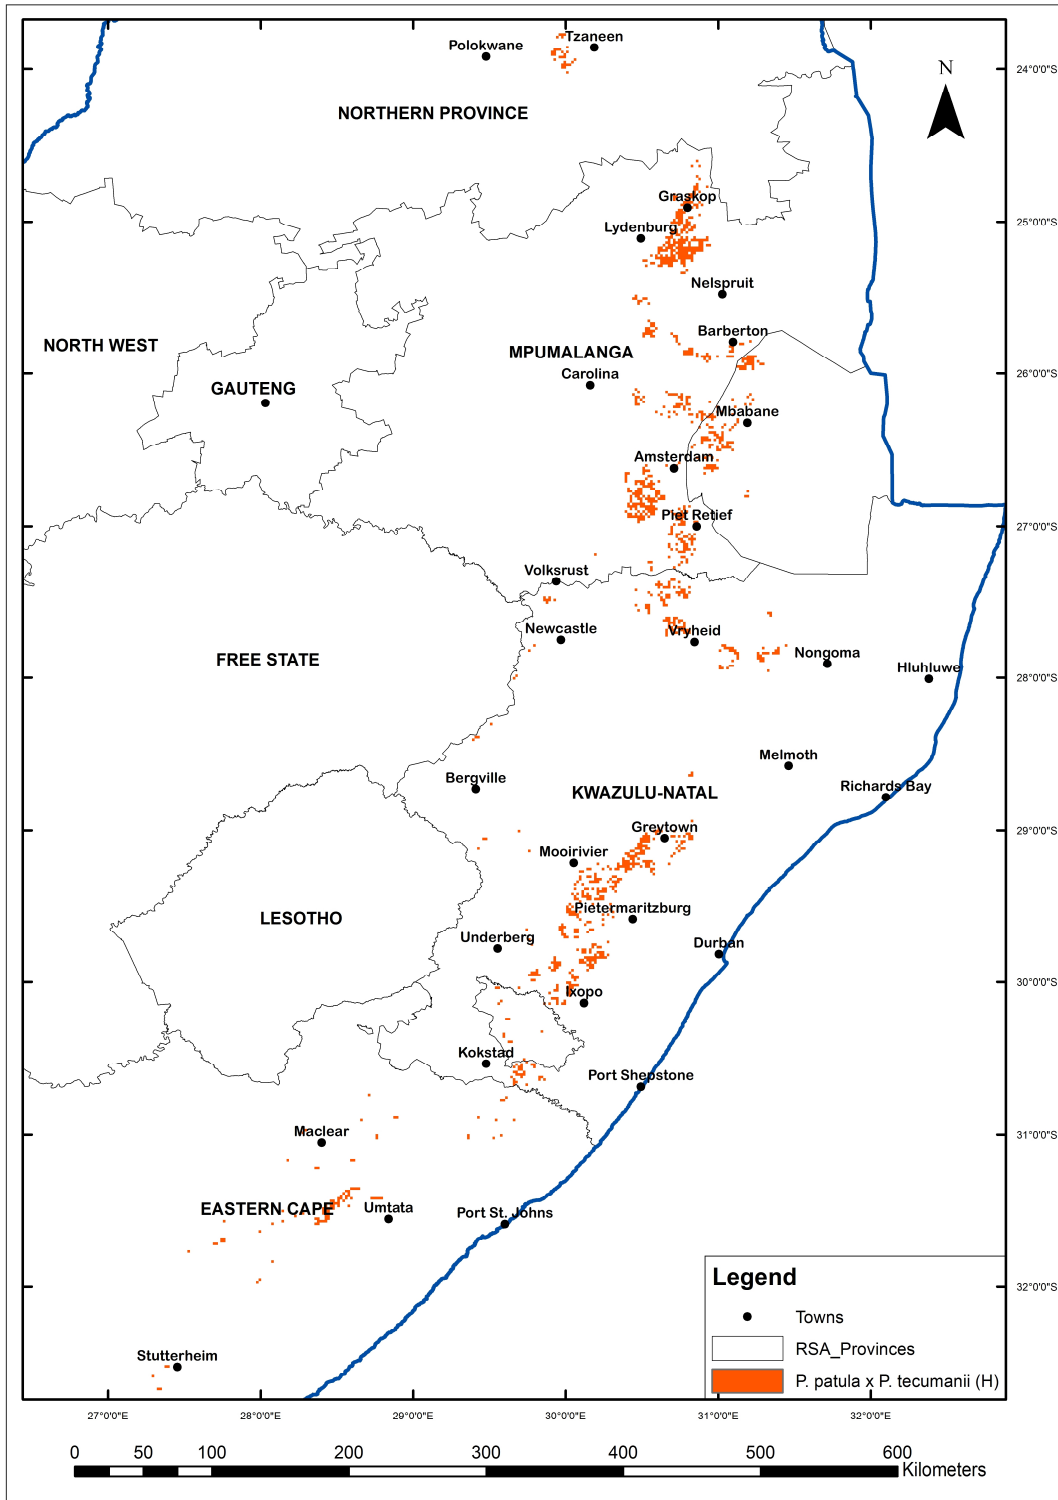 N
Polokwane
Tzaneen
24°0'0"S
NORTHERN PROVINCE
Graskop
25°0'0"S
Lydenburg
Nelspruit
Barberton
NORTH WEST
MPUMALANGA
Carolina
26°0'0"S
GAUTENG
Mbabane
Amsterdam
Piet Retief
27°0'0"S
Volksrust
Newcastle
Vryheid
Nongoma
FREE STATE
Hluhluwe
28°0'0"S
Melmoth
Bergville
Richards Bay
KWAZULU-NATAL
Greytown
29°0'0"S
Mooirivier
LESOTHO
Pietermaritzburg
Underberg
Durban
30°0'0"S
Ixopo
Kokstad
Port Shepstone
31°0'0"S
Maclear
EASTERN CAPE
Umtata
Port St. Johns
32°0'0"S
Stutterheim
Legend
Towns
RSA_Provinces
P. patula x P. tecumanii (H)
27°0'0"E
28°0'0"E
29°0'0"E
30°0'0"E
31°0'0"E
32°0'0"E
0 50 100 200 300 400 500 600
Kilometers